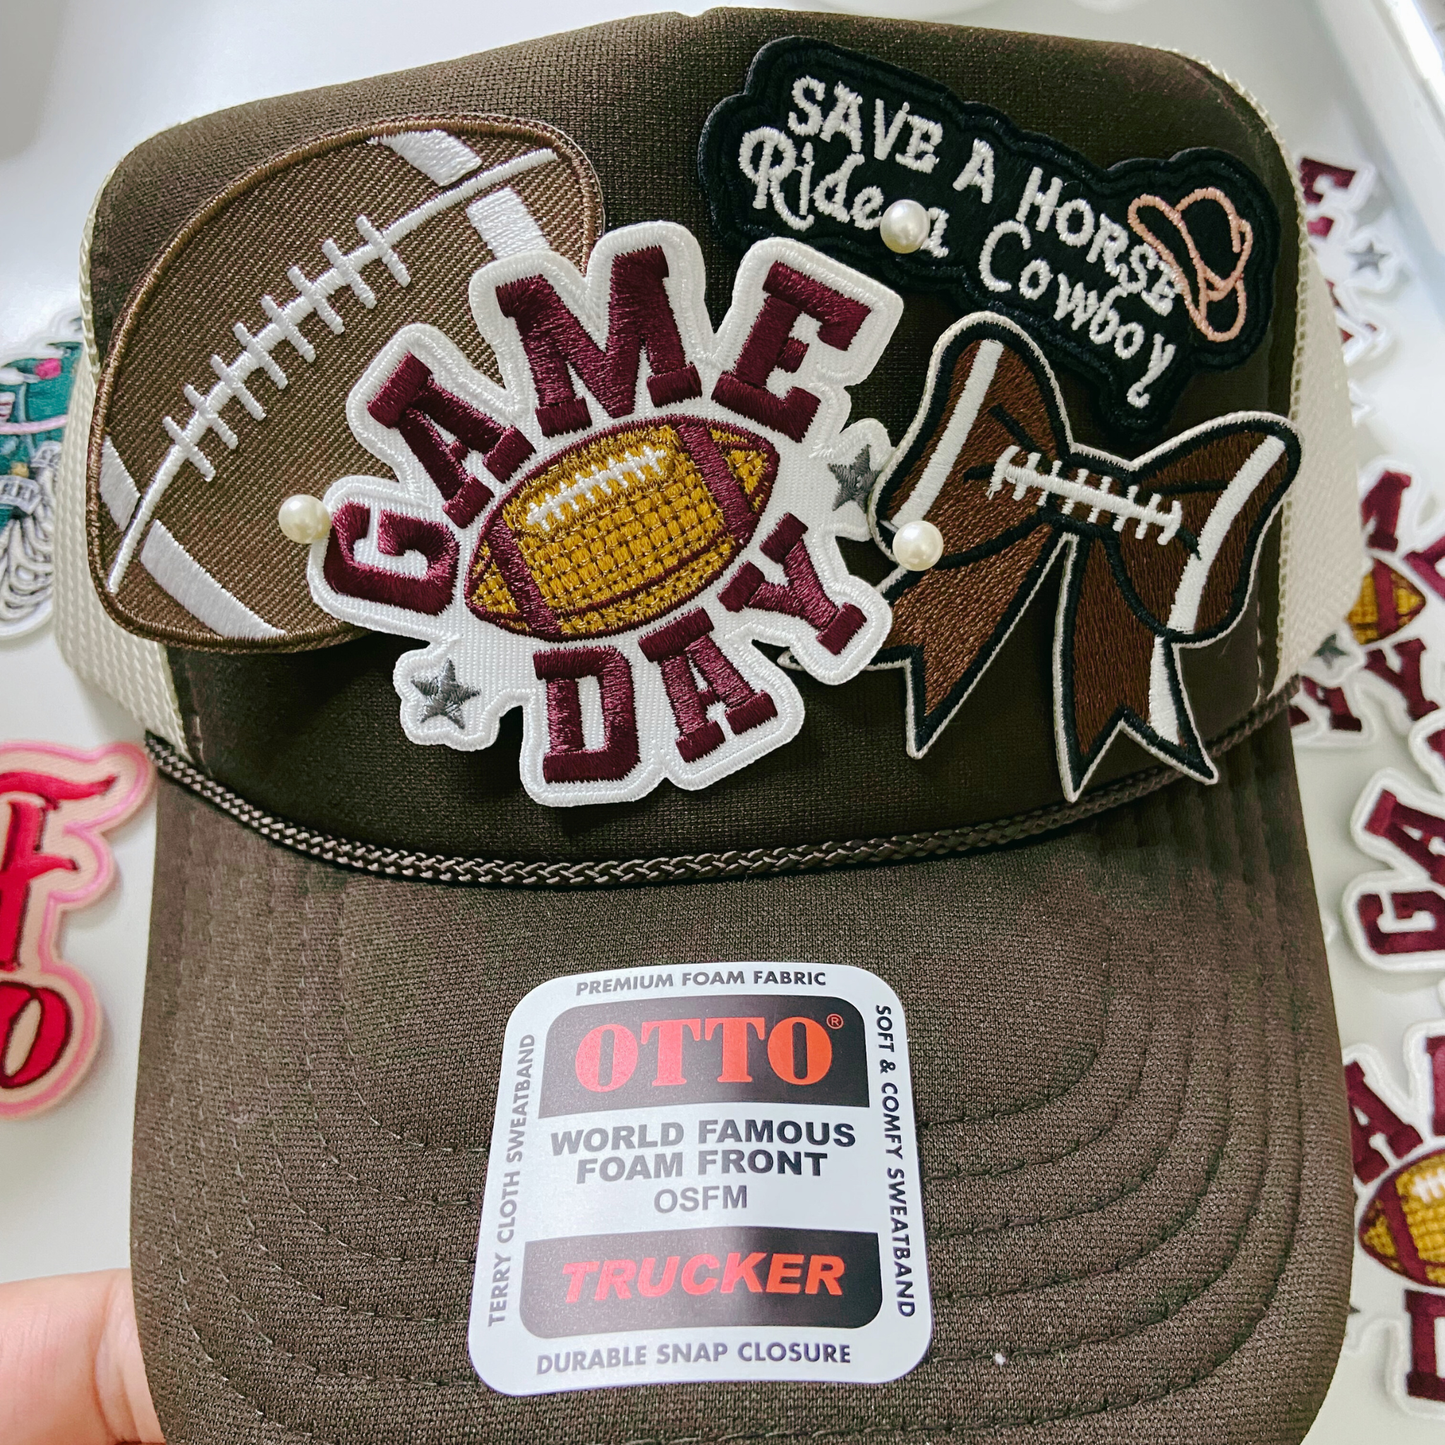 SAVE A HORSE
Ride a Cowboy
GAME
DAY
PREMIUM FOAM FABRIC
OTTO®
WORLD FAMOUS
FOAM FRONT
OSFM
TRUCKER
DURABLE SNAP CLOSURE
TERRY CLOTH SWEATBAND
SOFT & COMFY SWEATBAND